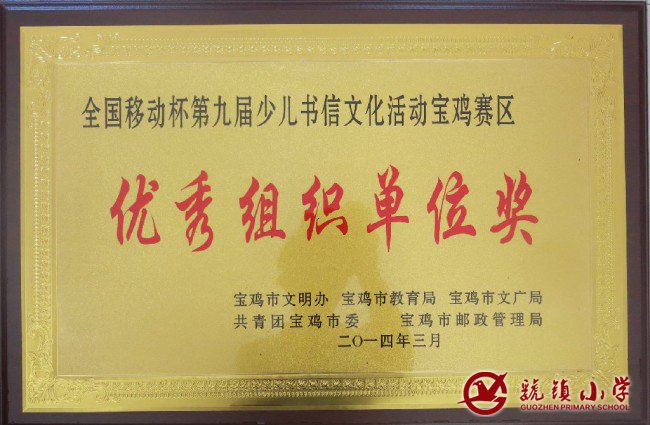 全国移动杯第九届少儿书信文化活动宝鸡赛区
优秀组织单位奖
宝鸡市文明办 宝鸡市教育局 宝鸡市文广局
共青团宝鸡市委 宝鸡市邮政管理局
二〇一四年三月
虢镇小学
GUOZHEN PRIMARY SCHOOL